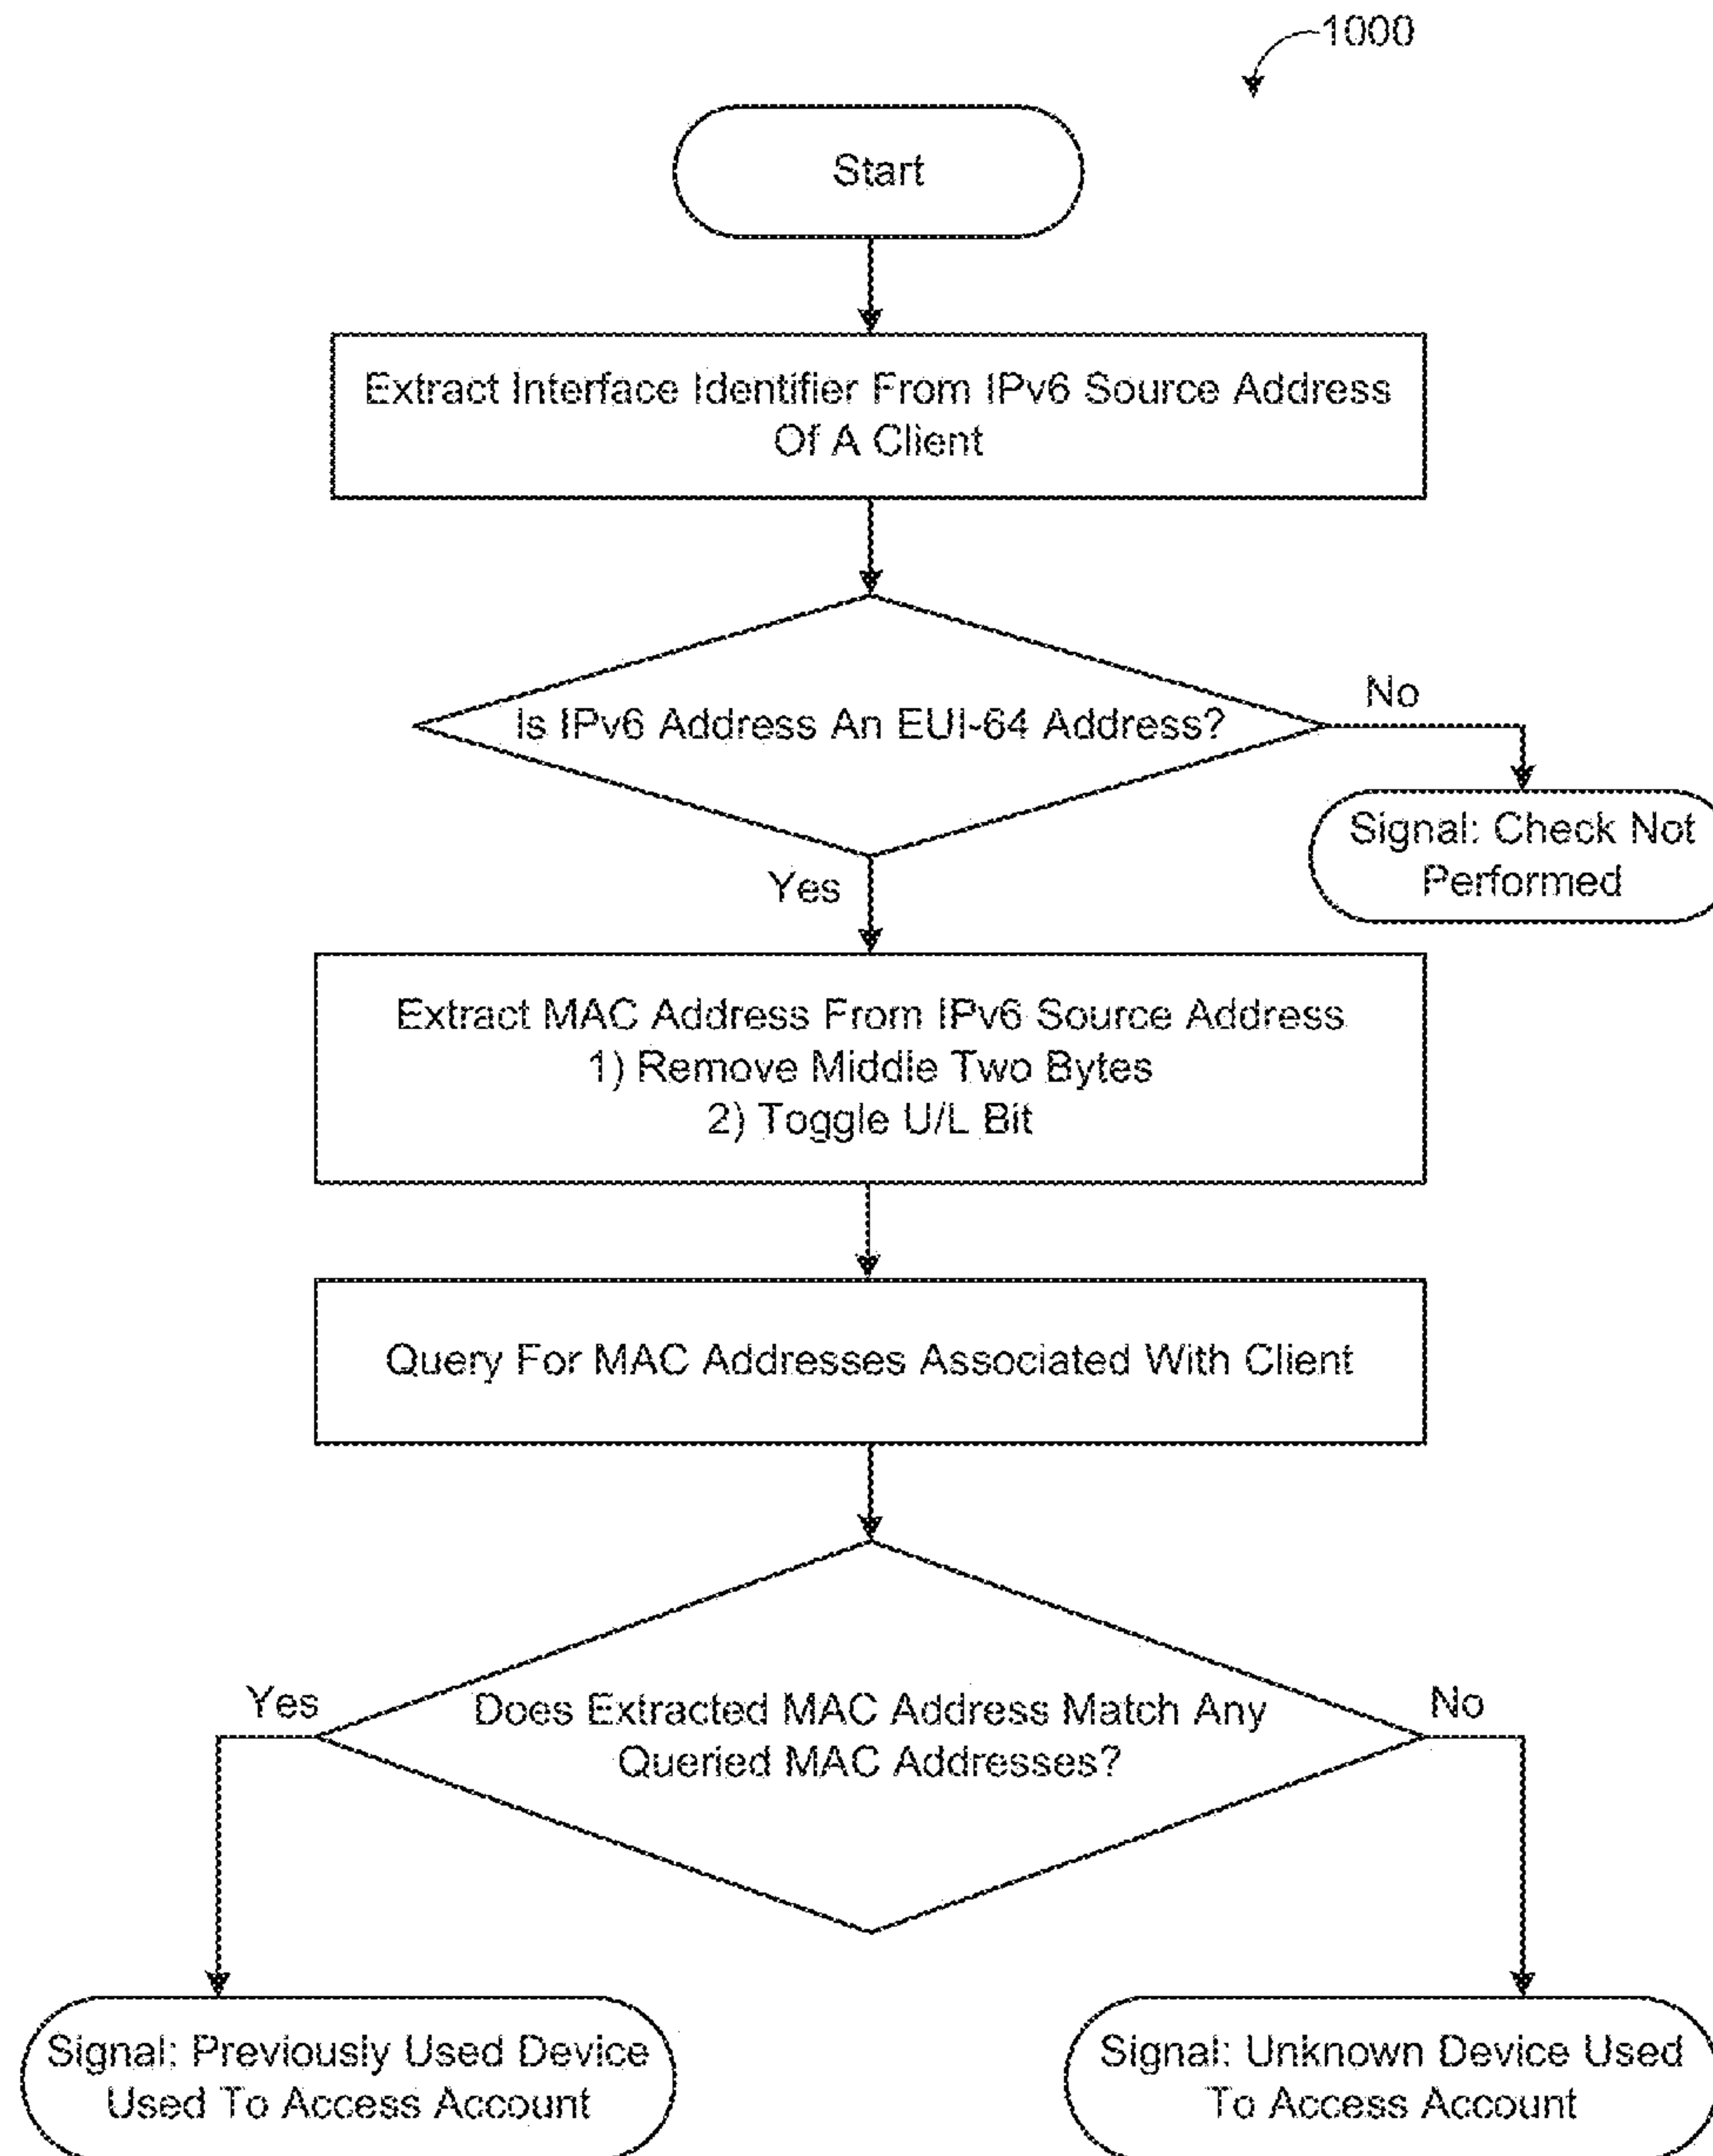 1000
Start
Extract Interface Identifier From IPv6 Source Address
Of A Client
Is IPv6 Address An EUI-64 Address?
No
Signal: Check Not
Performed
Yes
Extract MAC Address From IPv6 Source Address
1) Remove Middle Two Bytes
2) Toggle U/L Bit
Query For MAC Addresses Associated With Client
Yes
Does Extracted MAC Address Match Any
Queried MAC Addresses?
No
Signal: Previously Used Device
Used To Access Account
Signal: Unknown Device Used
To Access Account